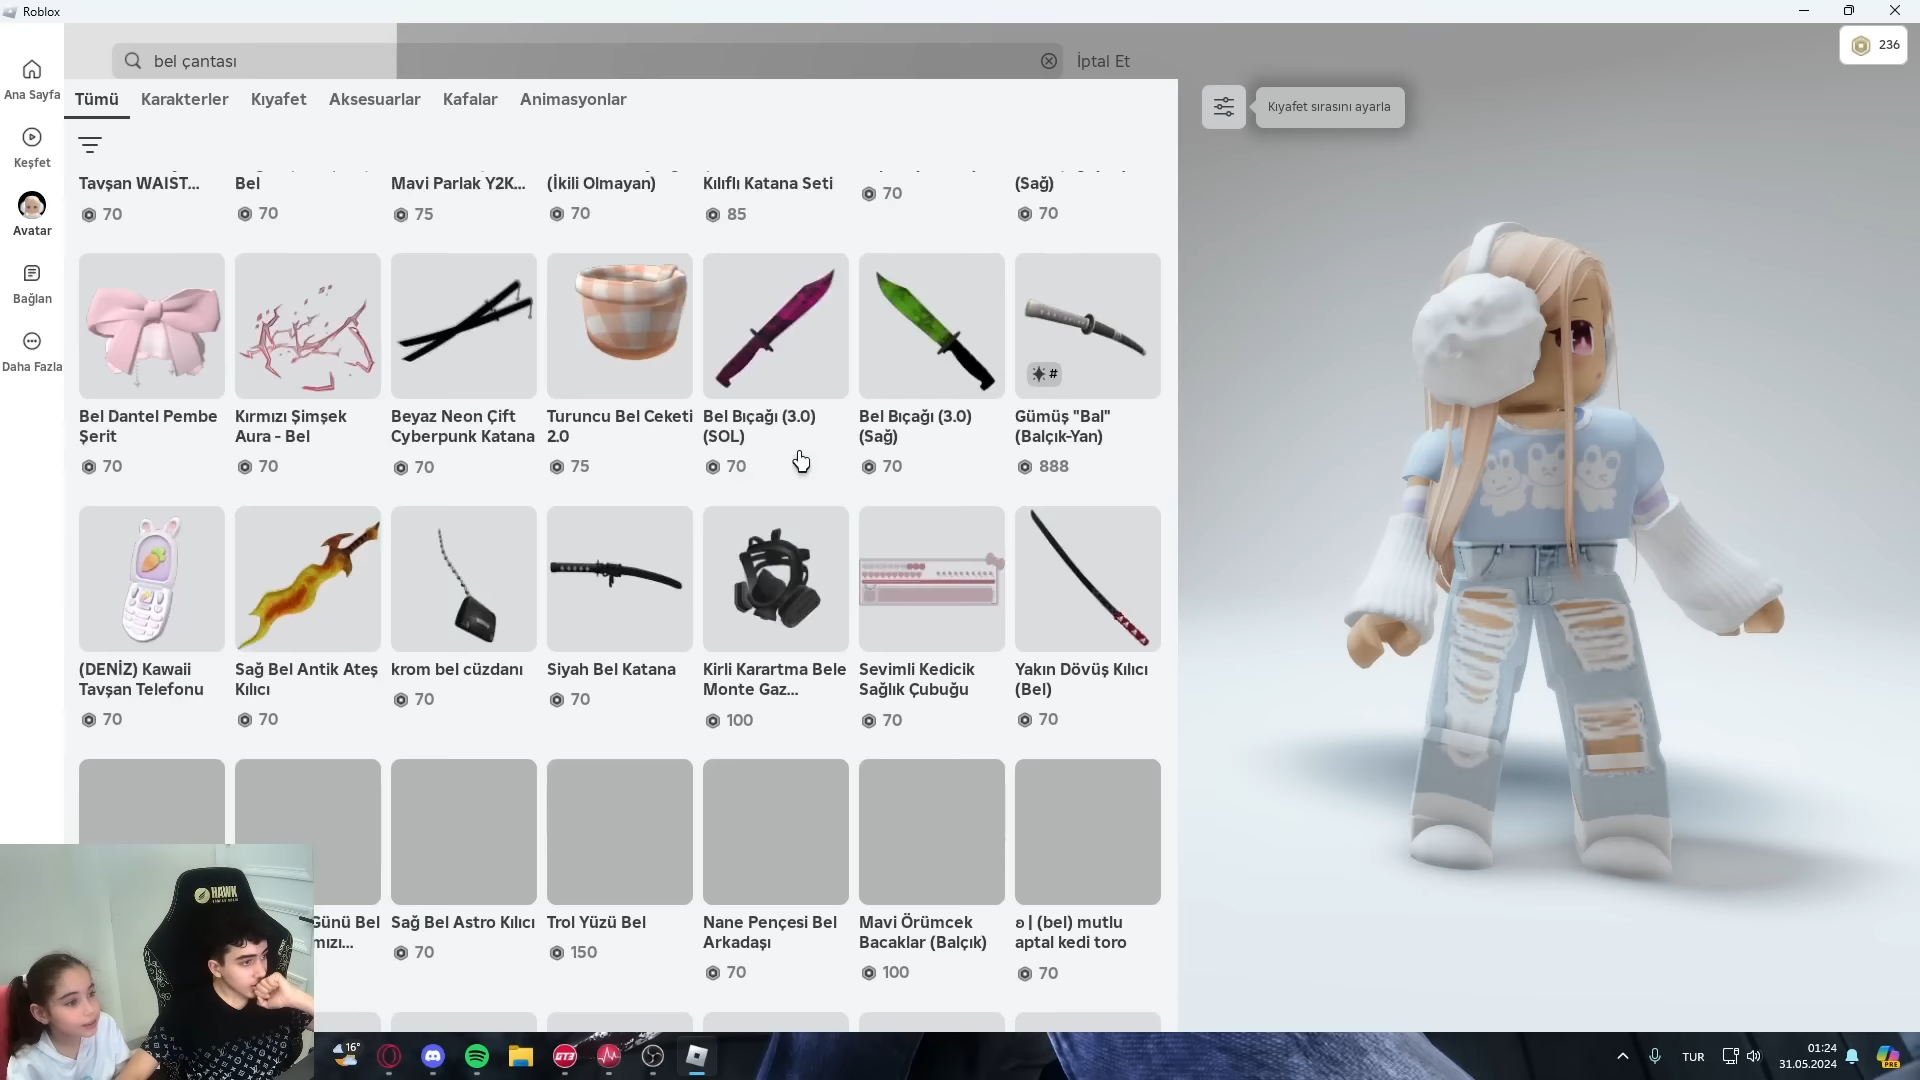 Roblox
236
bel çantası
İptal Et
Ana Sayfa
Keşfet
Avatar
Bağlan
Daha Fazla
Tümü Karakterler Kıyafet Aksesuarlar Kafalar Animasyonlar
Kıyafet sırasını ayarla
Tavşan WAIST...
70
Bel
70
Mavi Parlak Y2K...
75
(İkili Olmayan)
70
Kılıflı Katana Seti
85
70
(Sağ)
70
#
Bel Dantel Pembe
Şerit
70
Kırmızı Şimşek
Aura - Bel
70
Beyaz Neon Çift
Cyberpunk Katana
70
Turuncu Bel Ceketi
2.0
75
Bel Bıçağı (3.0)
(SOL)
70
Bel Bıçağı (3.0)
(Sağ)
70
Gümüş "Bal"
(Balçık-Yan)
888
(DENİZ) Kawaii
Tavşan Telefonu
70
Sağ Bel Antik Ateş
Kılıcı
70
krom bel cüzdanı
70
Siyah Bel Katana
70
Kirli Karartma Bele
Monte Gaz...
100
Sevimli Kedicik
Sağlık Çubuğu
70
Yakın Dövüş Kılıcı
(Bel)
70
Günü Bel
mızı...
Sağ Bel Astro Kılıcı
70
Trol Yüzü Bel
150
Nane Pençesi Bel
Arkadaşı
70
Mavi Örümcek
Bacaklar (Balçık)
100
ʚ | (bel) mutlu
aptal kedi toro
70
HAWK
16°
GT3
TUR
01:24
31.05.2024
PRE